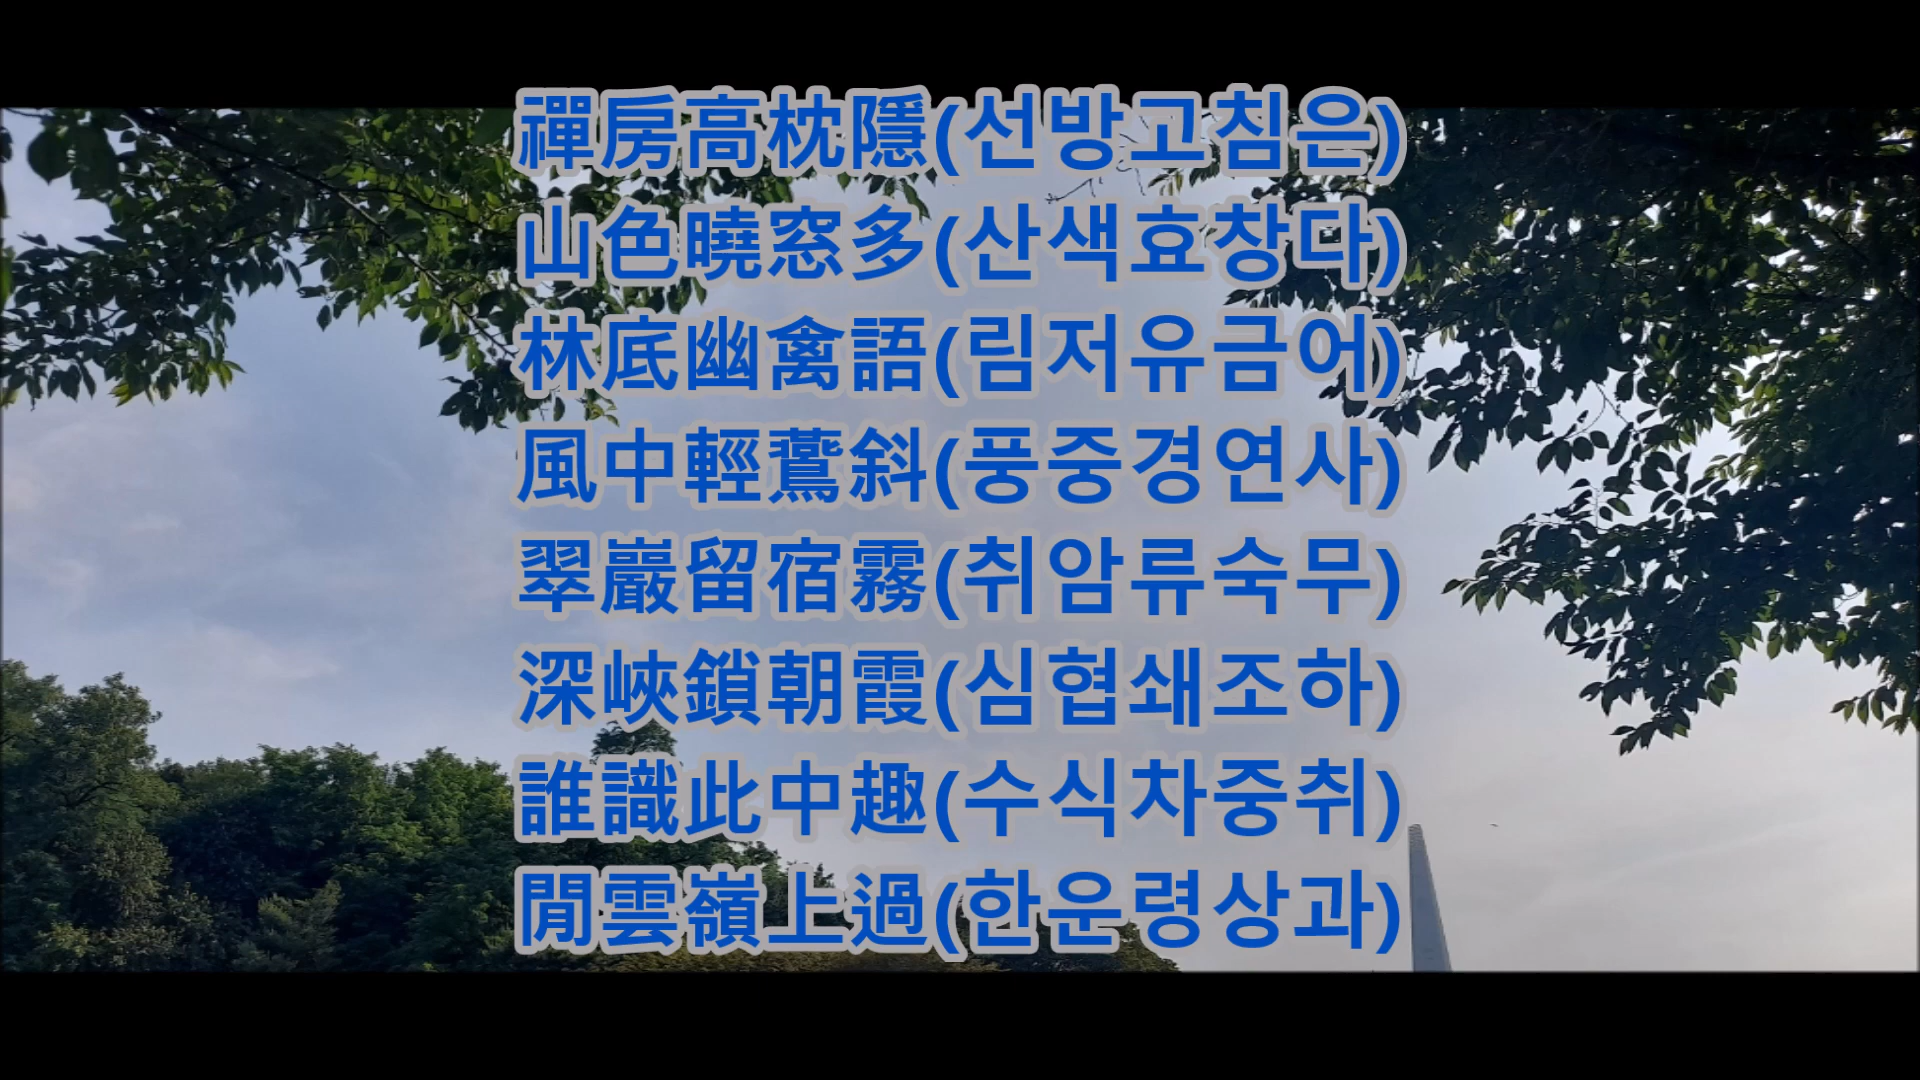 禪房高枕隱(선방고침은)
山色曉窓多(산색효창다)
林底幽禽語(림저유금어)
風中輕鷰斜(풍중경연사)
翠巖留宿霧(취암류숙무)
深峽鎖朝霞(심협쇄조하)
誰識此中趣(수식차중취)
閒雲嶺上過(한운령상과)